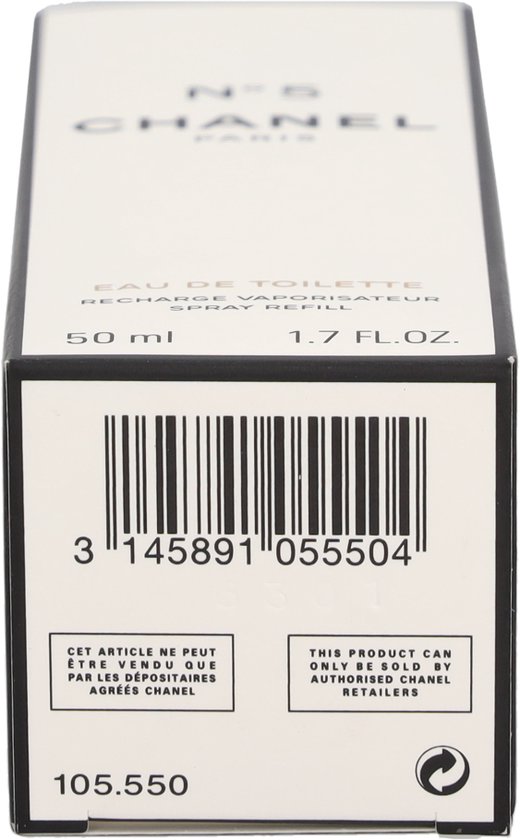 N°5
CHANEL
PARIS
EAU DE TOILETTE
RECHARGE VAPORISATEUR
SPRAY REFILL
50 ml 1.7 FL.OZ.
3 145891 055504
CET ARTICLE NE PEUT
ÊTRE VENDU QUE
PAR LES DÉPOSITAIRES
AGRÉÉS CHANEL
THIS PRODUCT CAN
ONLY BE SOLD BY
AUTHORISED CHANEL
RETAILERS
105.550